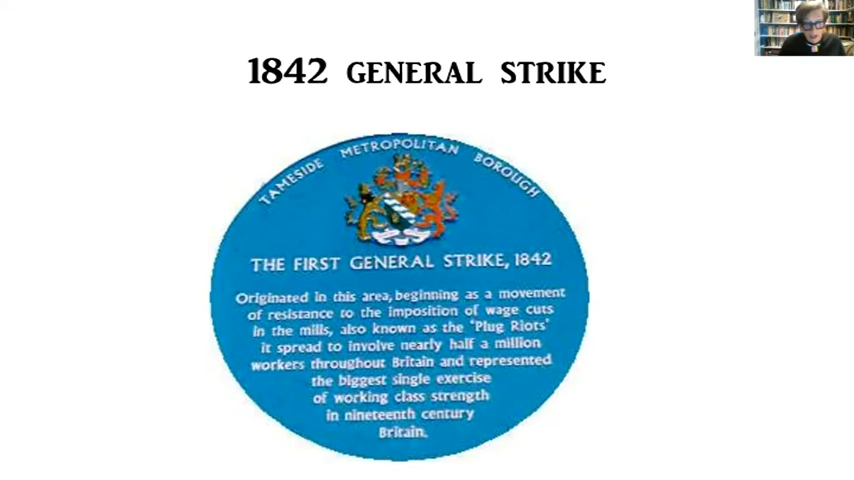 1842 GENERAL STRIKE
TAMESIDE METROPOLITAN BOROUGH
THE FIRST GENERAL STRIKE, 1842
Originated in this area, beginning as a movement
of resistance to the imposition of wage cuts
in the mills, also known as the 'Plug Riots'
it spread to involve nearly half a million
workers throughout Britain and represented
the biggest single exercise
of working class strength
in nineteenth century
Britain.